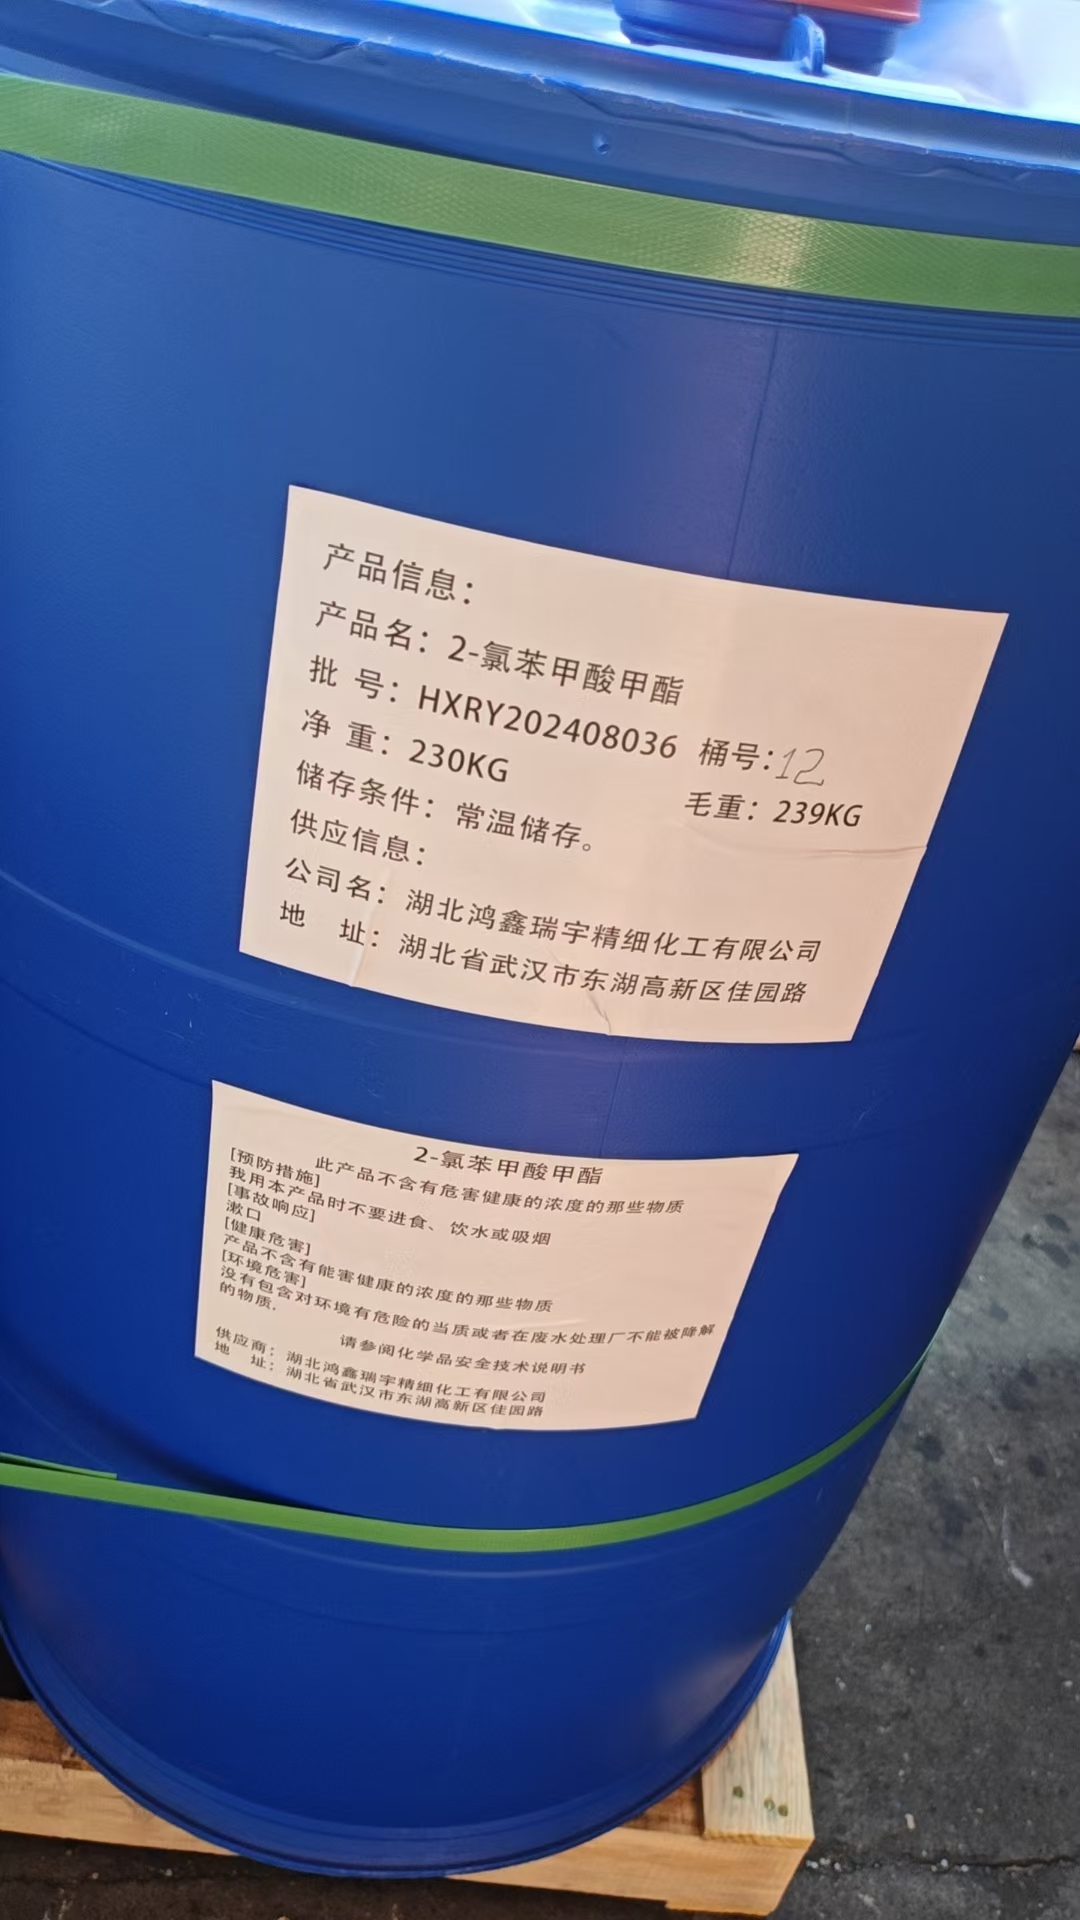 产品信息：
产品名：2-氯苯甲酸甲酯
批 号：HXRY202408036 桶号：12
净 重：230KG 毛重：239KG
储存条件：常温储存。
供应信息：
公司名：湖北鸿鑫瑞宇精细化工有限公司
地 址：湖北省武汉市东湖高新区佳园路
2-氯苯甲酸甲酯
此产品不含有危害健康的浓度的那些物质
[预防措施]
我用本产品时不要进食、饮水或吸烟
[事故响应]
漱口
[健康危害]
产品不含有能害健康的浓度的那些物质
[环境危害]
没有包含对环境有危险的当质或者在废水处理厂不能被降解
的物质.
请参阅化学品安全技术说明书
供应商：湖北鸿鑫瑞宇精细化工有限公司
地 址：湖北省武汉市东湖高新区佳园路